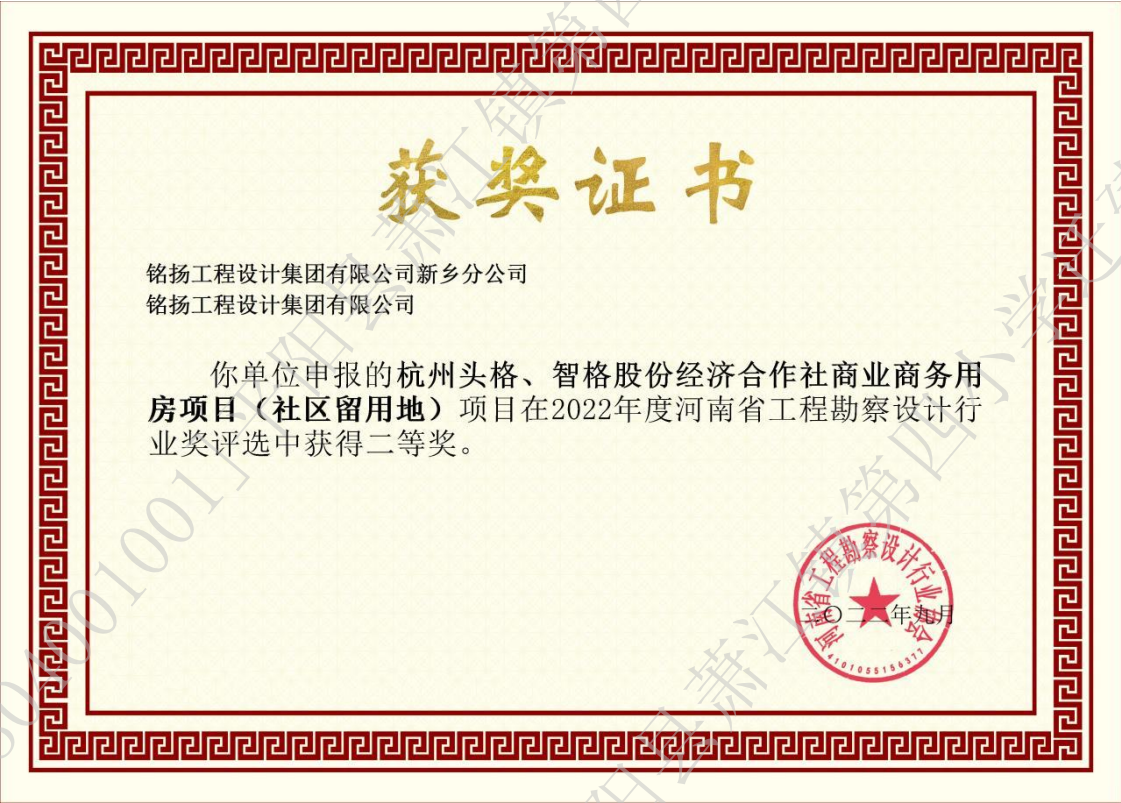 获奖证书
铭扬工程设计集团有限公司新乡分公司
铭扬工程设计集团有限公司
你单位申报的杭州头格、智格股份经济合作社商业商务用
房项目（社区留用地）项目在2022年度河南省工程勘察设计行
业奖评选中获得二等奖。
河南省工程勘察设计行业协会
二〇二二年九月
4101055156377